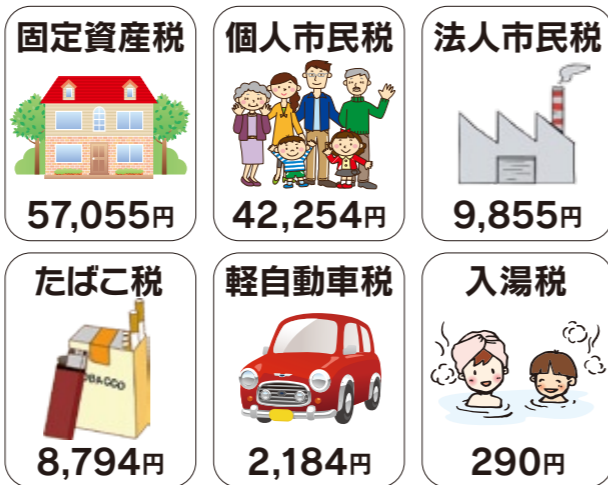 固定資産税
個人市民税
法人市民税
57,055円
42,254円
9,855円
たばこ税
軽自動車税
入湯税
OBACCO
8,794円
2,184円
290円